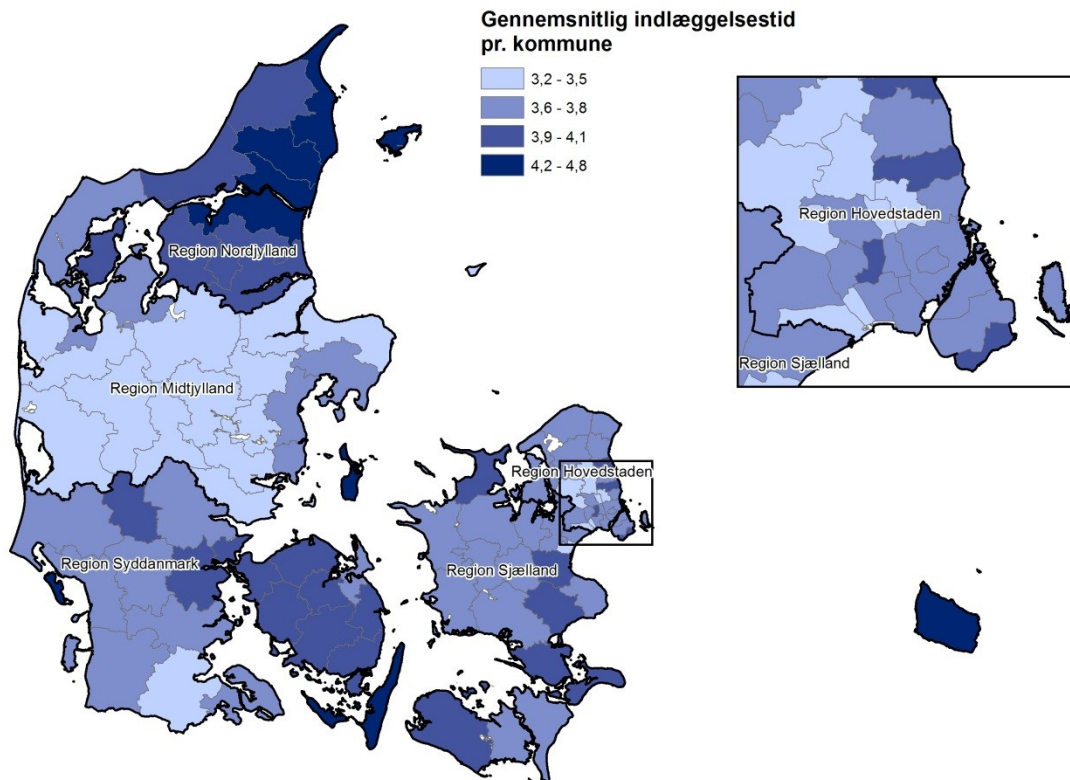 Gennemsnitlig indlæggelsestid
pr. kommune
3,2 - 3,5
3,6 - 3,8
3,9 - 4,1
4,2 - 4,8
Region Hovedstaden
Region Sjælland
Region Nordjylland
Region Midtjylland
Region Hovedstaden
Region Syddanmark
Region Sjælland